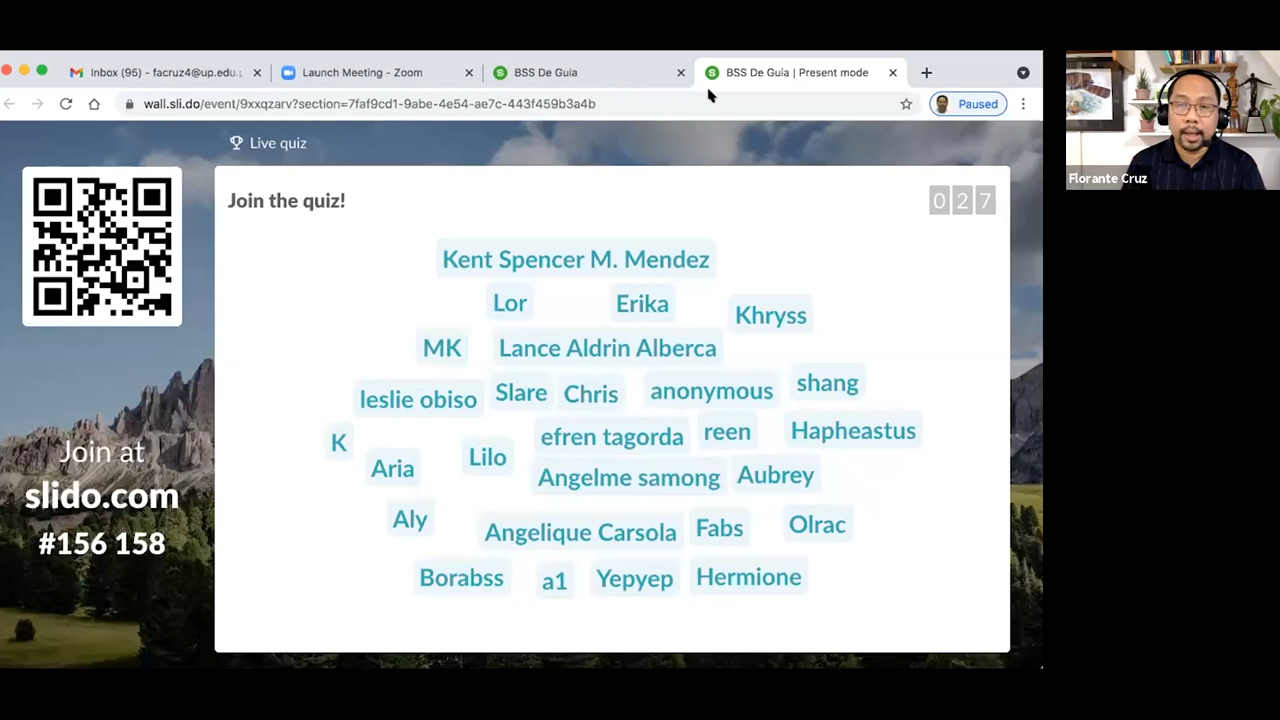 Inbox (95) - facruz4@up.edu.
Launch Meeting - Zoom
BSS De Guia
BSS De Guia | Present mode
wall.sli.do/event/9xxqzarv?section=7faf9cd1-9abe-4e54-ae7c-443f459b3a4b
Paused
Live quiz
Join the quiz!
027
Kent Spencer M. Mendez
Lor Erika Khryss
MK Lance Aldrin Alberca
leslie obiso Slare Chris anonymous shang
K Aria Lilo efren tagorda reen Hapheastus
Angelme samong Aubrey
Aly Angelique Carsola Fabs Olrac
Borabss a1 Yepyep Hermione
Join at
slido.com
#156 158
Florante Cruz